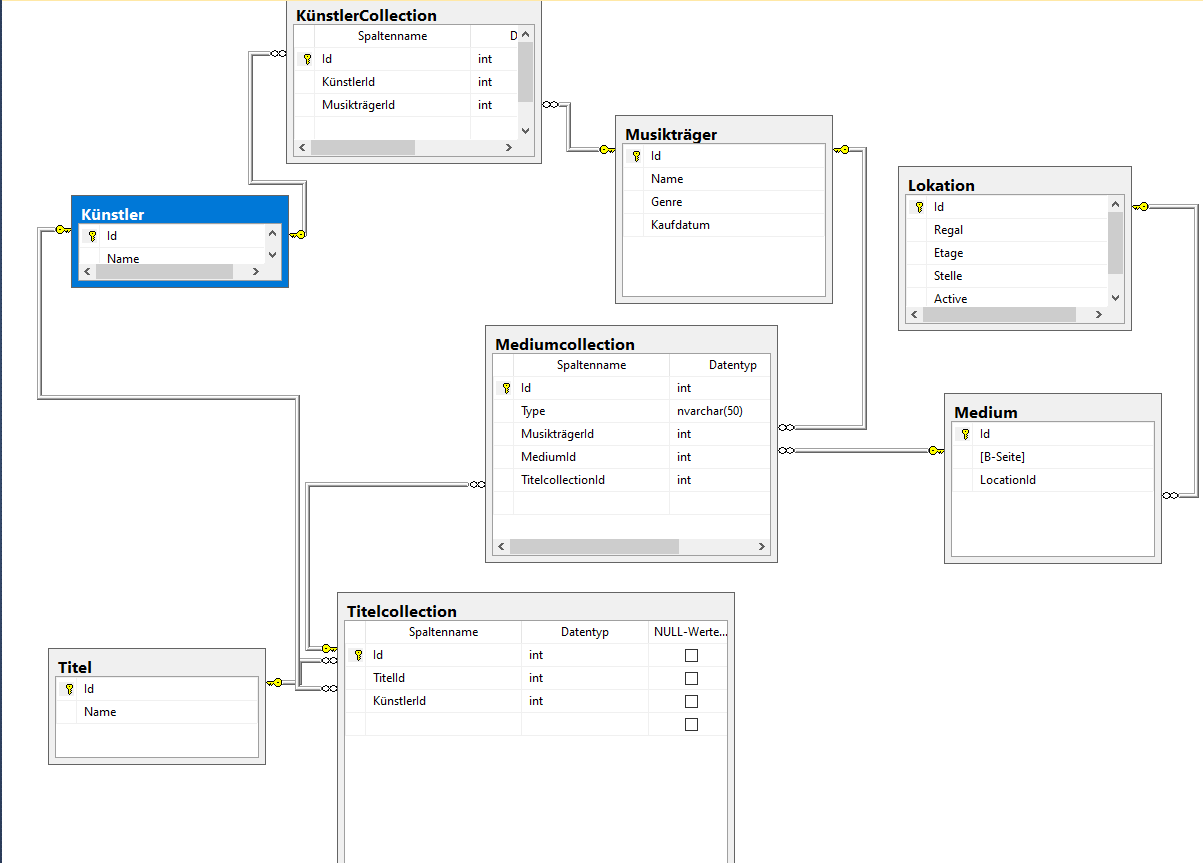 KünstlerCollection
Spaltenname D
Id int
KünstlerId int
MusikträgerId int
Musikträger
Id
Name
Genre
Kaufdatum
Lokation
Id
Regal
Etage
Stelle
Active
Künstler
Id
Name
Mediumcollection
Spaltenname Datentyp
Id int
Type nvarchar(50)
MusikträgerId int
MediumId int
TitelcollectionId int
Medium
Id
[B-Seite]
LocationId
Titelcollection
Spaltenname Datentyp NULL-Werte...
Id int
TitelId int
KünstlerId int
Titel
Id
Name